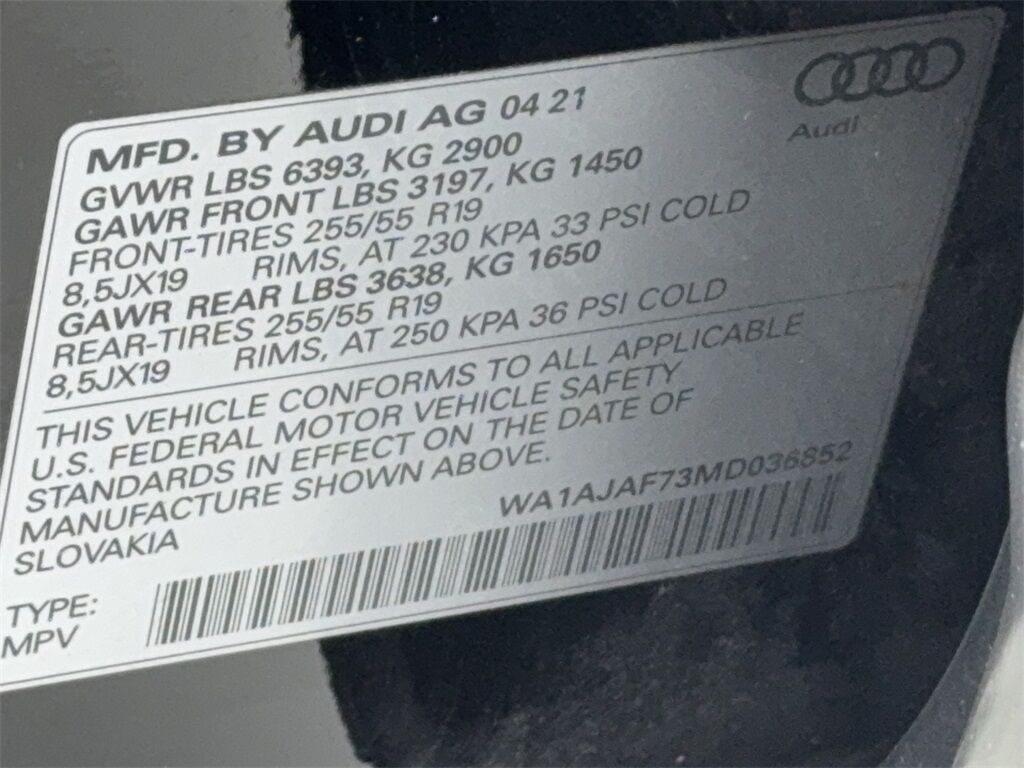 Audi
MFD. BY AUDI AG 04 21
GVWR LBS 6393, KG 2900
GAWR FRONT LBS 3197, KG 1450
FRONT-TIRES 255/55 R19
8,5JX19 RIMS, AT 230 KPA 33 PSI COLD
GAWR REAR LBS 3638, KG 1650
REAR-TIRES 255/55 R19
8,5JX19 RIMS, AT 250 KPA 36 PSI COLD
THIS VEHICLE CONFORMS TO ALL APPLICABLE
U.S. FEDERAL MOTOR VEHICLE SAFETY
STANDARDS IN EFFECT ON THE DATE OF
MANUFACTURE SHOWN ABOVE.
SLOVAKIA WA1AJAF73MD036852
TYPE:
MPV